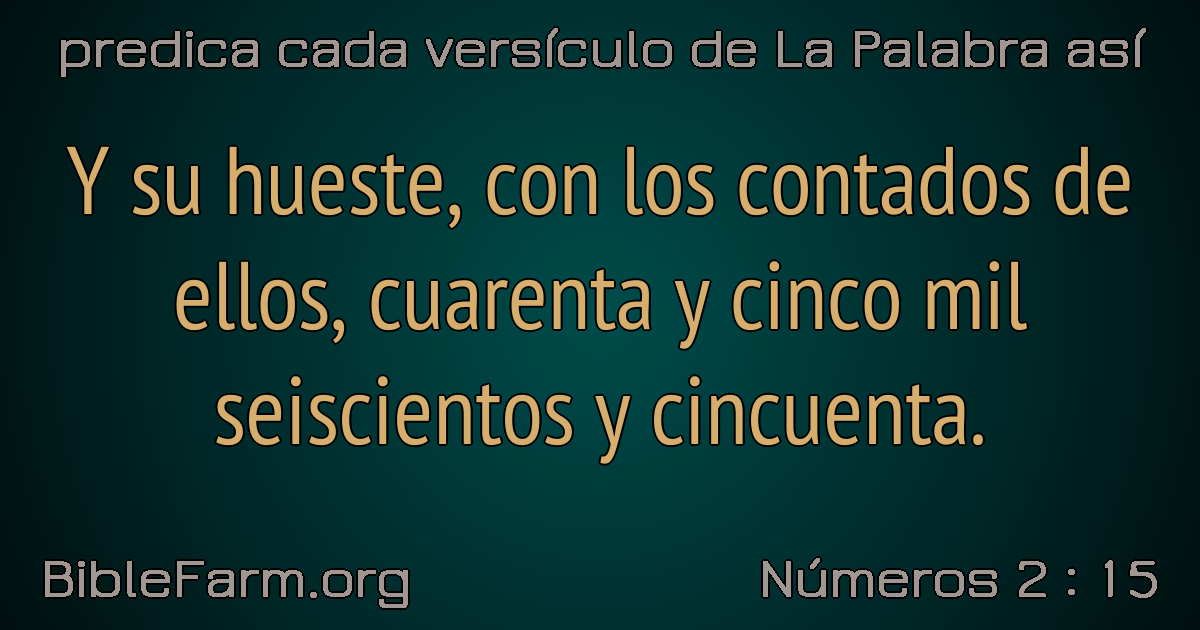 predica cada versículo de La Palabra así
Y su hueste, con los contados de
ellos, cuarenta y cinco mil
seiscientos y cincuenta.
BibleFarm.org
Números 2 : 15